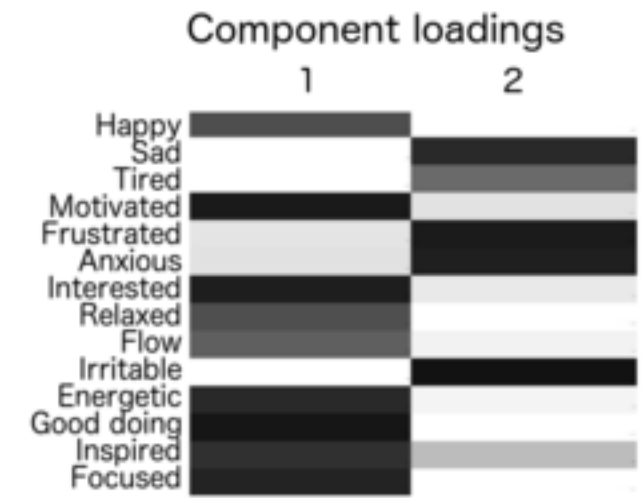 Component loadings
1 2
Happy
Sad
Tired
Motivated
Frustrated
Anxious
Interested
Relaxed
Flow
Irritable
Energetic
Good doing
Inspired
Focused